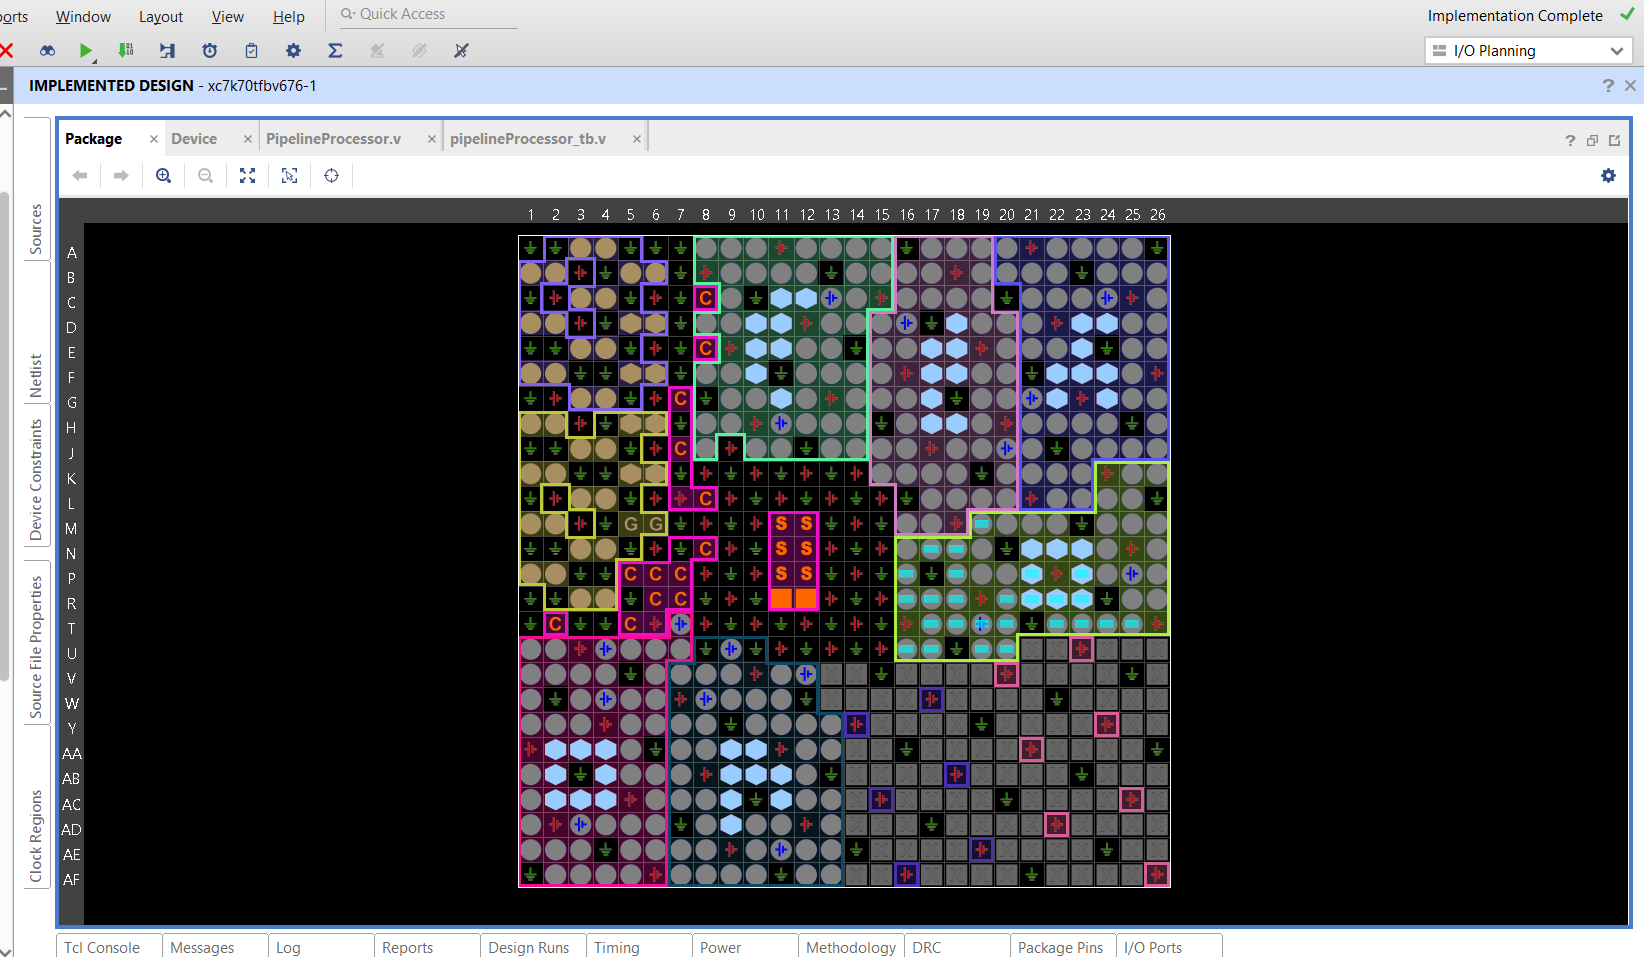 ports Window Layout View Help Quick Access Implementation Complete
I/O Planning
IMPLEMENTED DESIGN - xc7k70tfbv676-1
Package Device PipelineProcessor.v pipelineProcessor_tb.v
1 2 3 4 5 6 7 8 9 10 11 12 13 14 15 16 17 18 19 20 21 22 23 24 25 26
A
B
C C
D
E C
F
G C
H
J C
K
L C
M G G S S
N C S S
P C C C S S
R C C
T C C
U
V
W
Y
AA
AB
AC
AD
AE
AF
Sources
Netlist
Device Constraints
Source File Properties
Clock Regions
Tcl Console Messages Log Reports Design Runs Timing Power Methodology DRC Package Pins I/O Ports